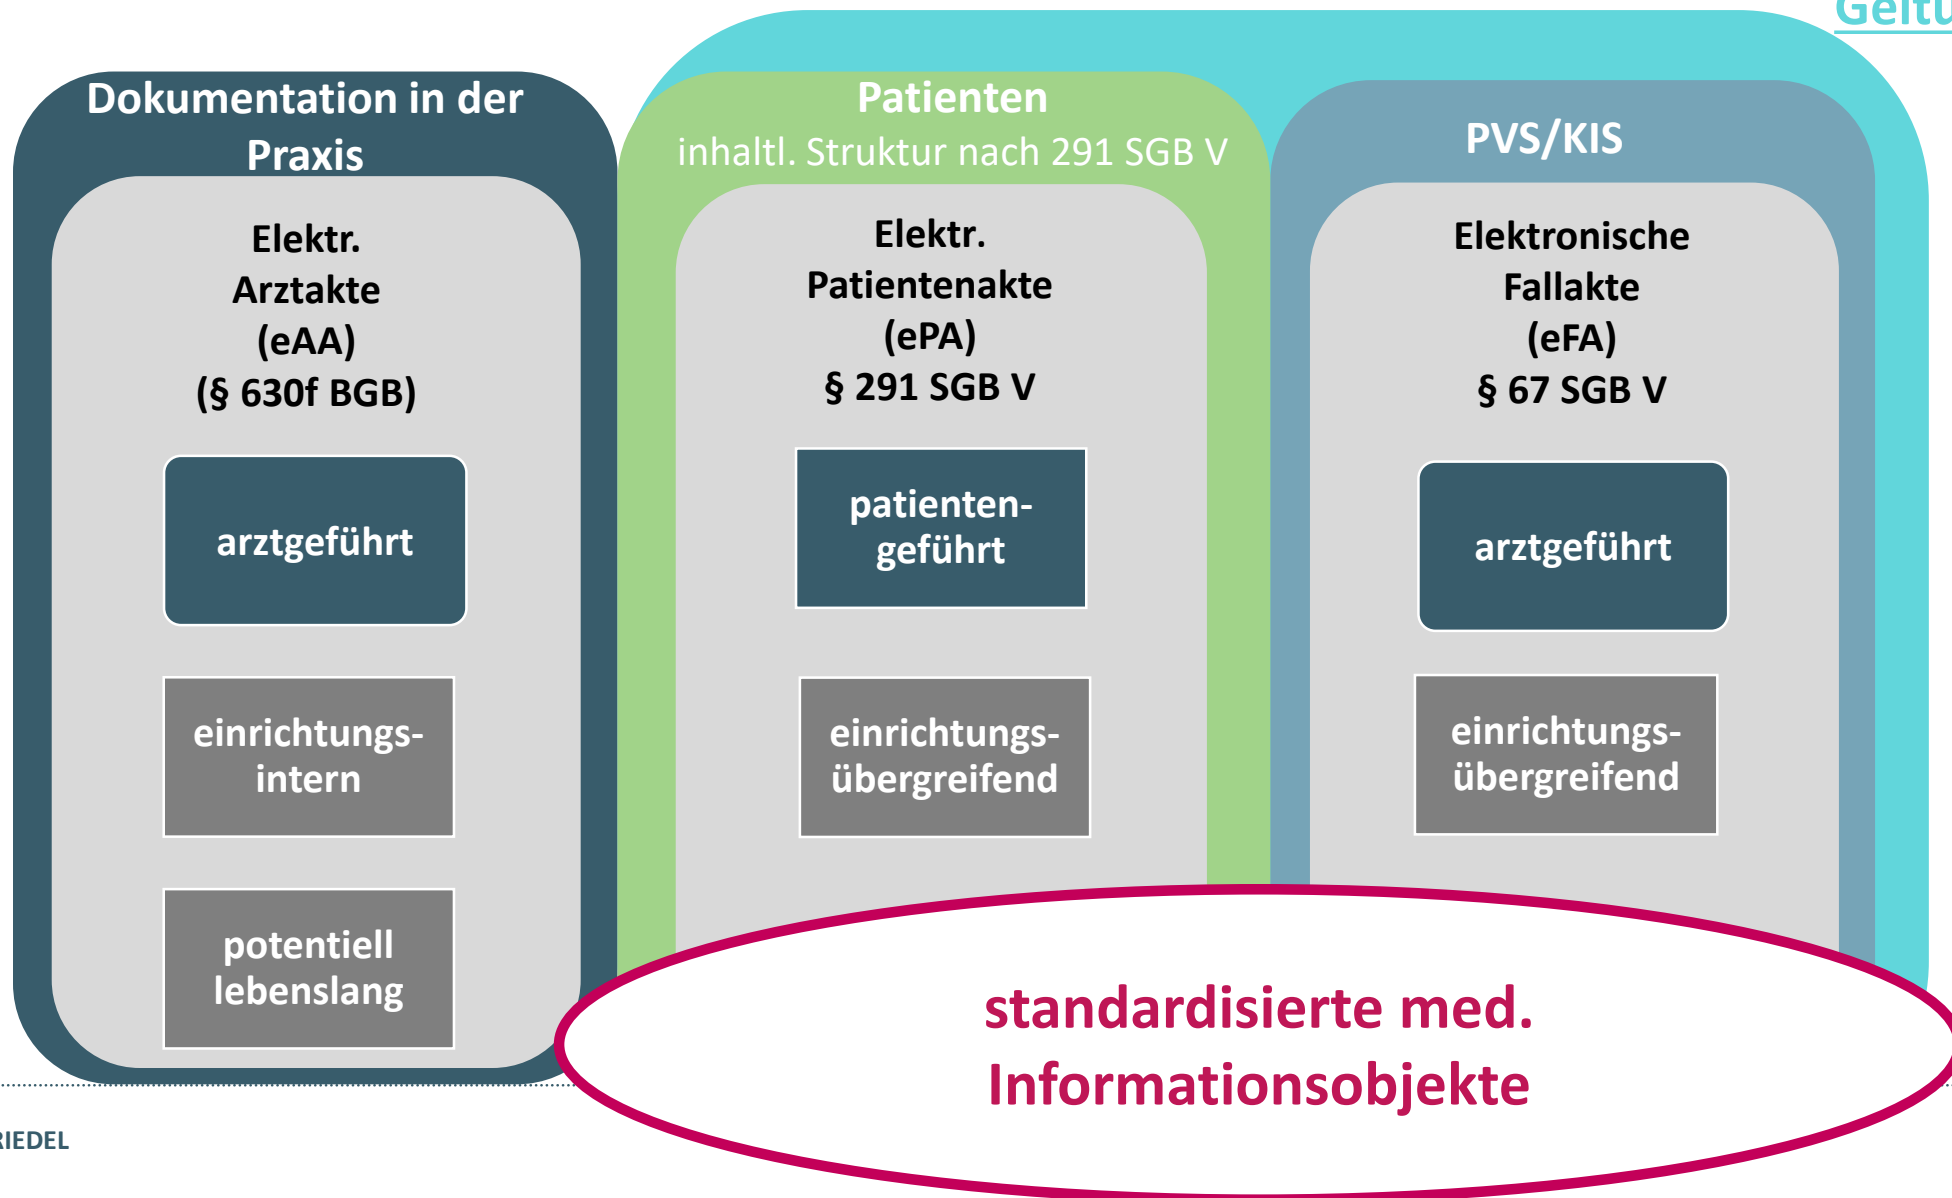 Dokumentation in der
Praxis
Elektr.
Arztakte
(eAA)
(§ 630f BGB)
arztgeführt
einrichtungs-
intern
potentiell
lebenslang
Patienten
inhaltl. Struktur nach 291 SGB V
Elektr.
Patientenakte
(ePA)
§ 291 SGB V
patienten-
geführt
einrichtungs-
übergreifend
PVS/KIS
Elektronische
Fallakte
(eFA)
§ 67 SGB V
arztgeführt
einrichtungs-
übergreifend
standardisierte med.
Informationsobjekte
RIEDEL